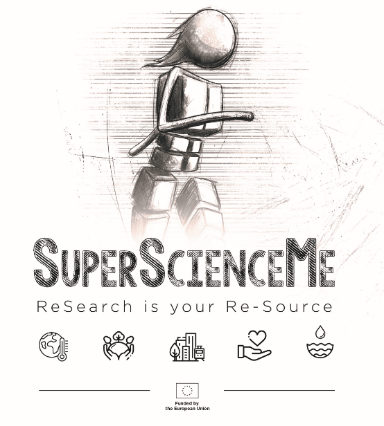 SUPERSCIENCEME
ReSearch is your Re-Source
Funded by
the European Union